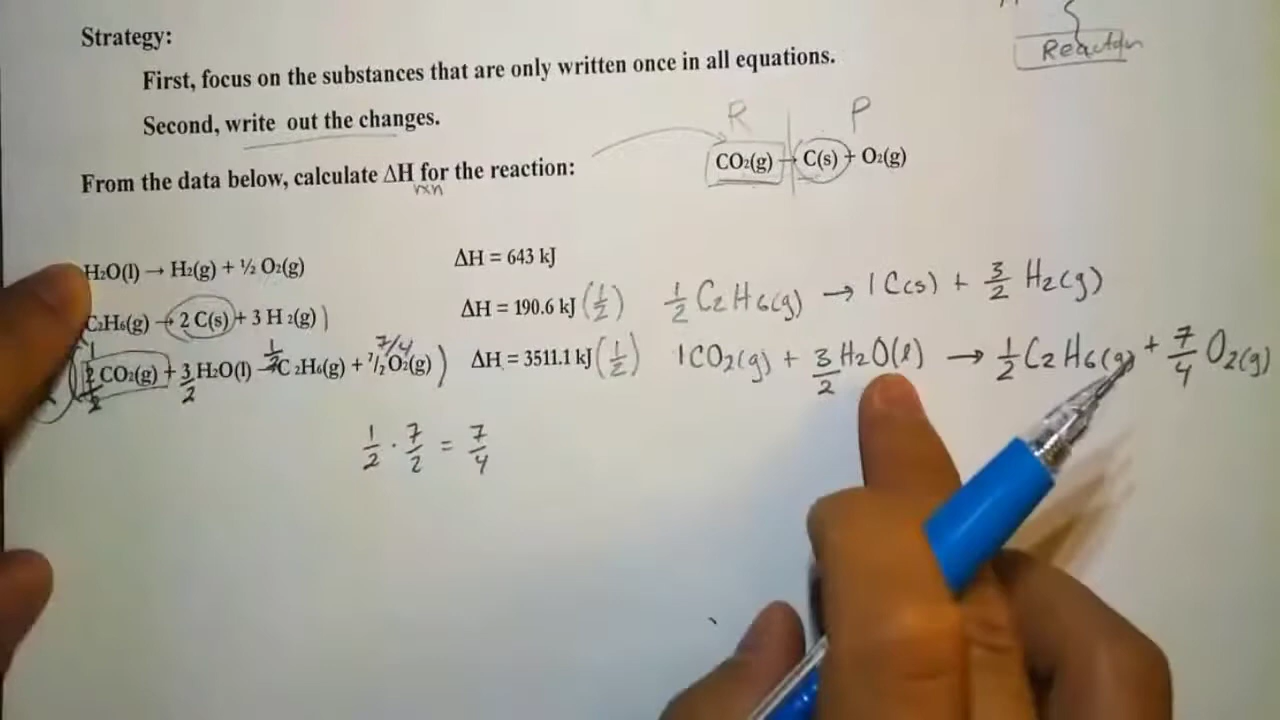 Strategy:
Reaction
First, focus on the substances that are only written once in all equations.
Second, write out the changes.
R P
From the data below, calculate ΔH for the reaction: CO₂(g) → C(s) + O₂(g)
rxn
H₂O(l) → H₂(g) + ½ O₂(g) ΔH = 643 kJ
C₂H₆(g) → 2 C(s) + 3 H₂(g) ) ΔH = 190.6 kJ (1/2) 1/2 C₂H₆(g) → 1C(s) + 3/2 H₂(g)
1/2 7/4
CO₂(g) + 3/2 H₂O(l) → C₂H₆(g) + 7/2 O₂(g) ) ΔH = 3511.1 kJ (1/2) 1CO₂(g) + 3/2 H₂O(l) → 1/2 C₂H₆(g) + 7/4 O₂(g)
1/2 · 7/2 = 7/4